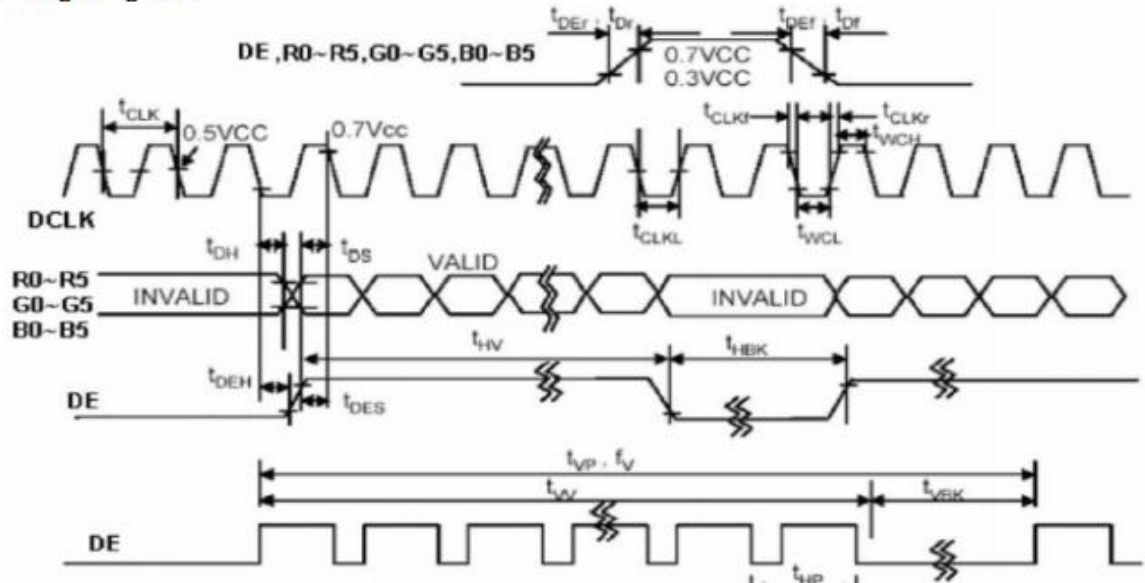 tDEr , tDr
tDEf , tDf
DE ,R0~R5,G0~G5,B0~B5
0.7VCC
0.3VCC
tCLK
0.5VCC
0.7Vcc
tCLKf
tCLKr
tWCH
DCLK
tCLKL
tWCL
tDH
tDS
VALID
R0~R5
G0~G5
B0~B5
INVALID
INVALID
tHV
tHBK
tDEH
tDES
DE
tVP , fV
tVV
tVBK
DE
tHP